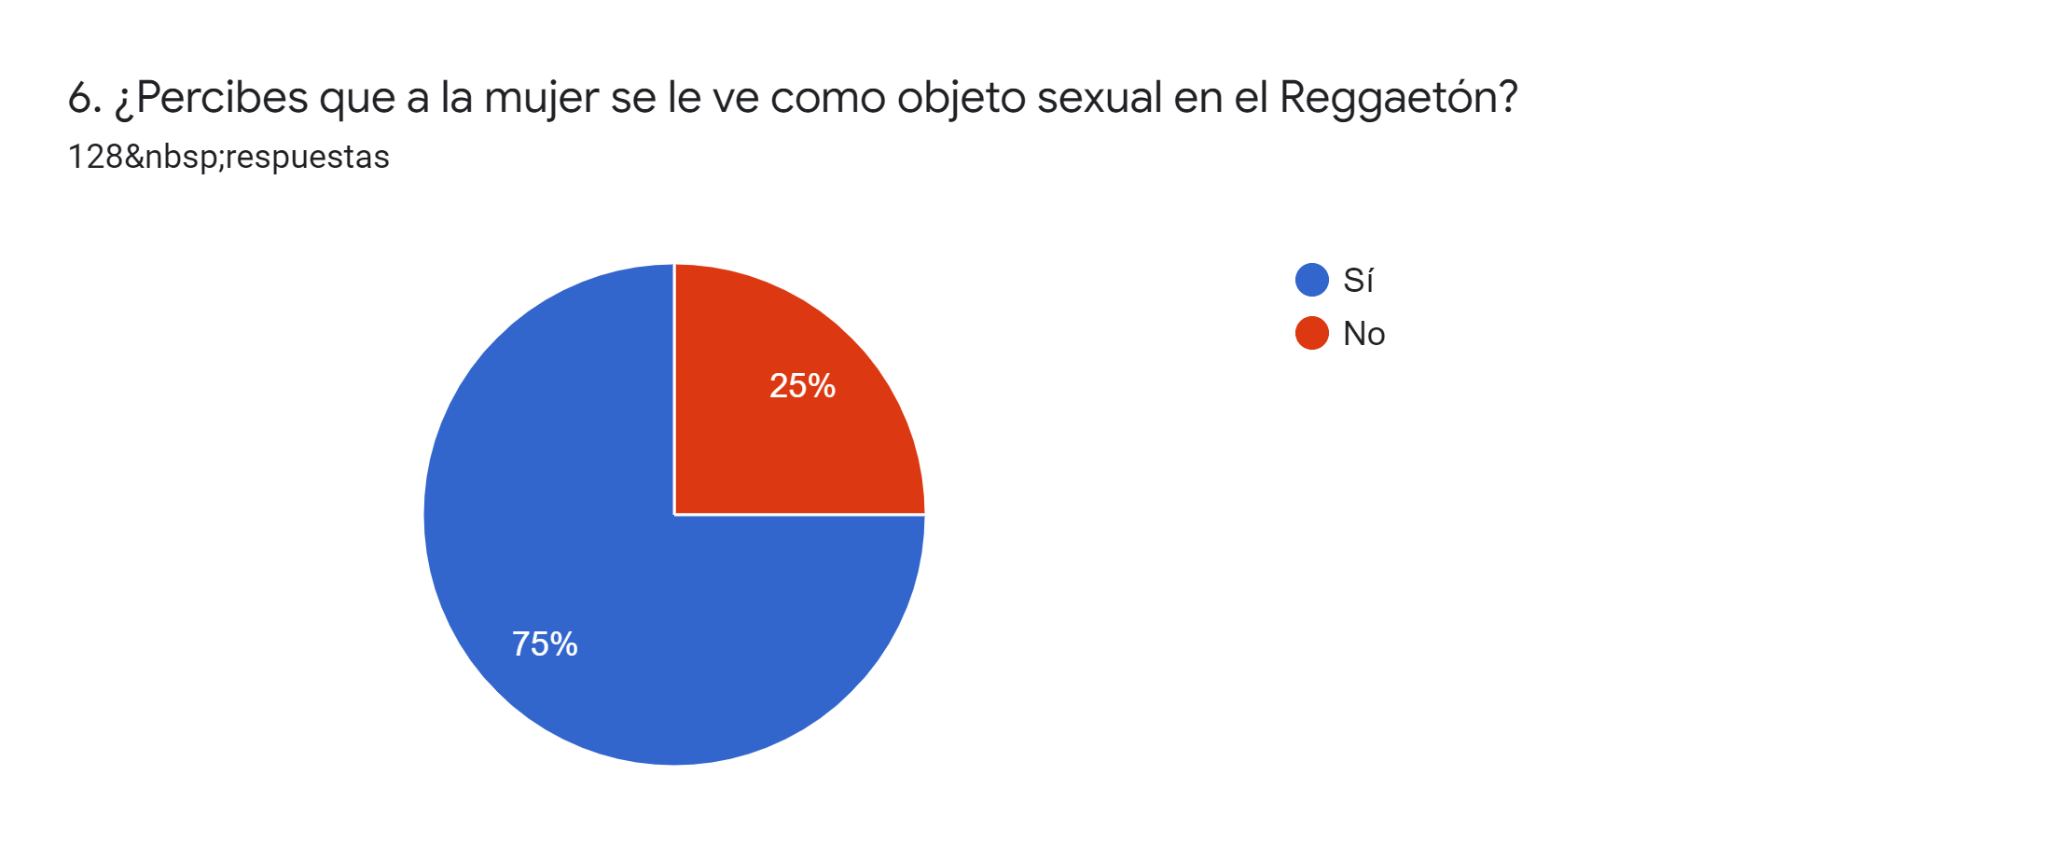 6. ¿Percibes que a la mujer se le ve como objeto sexual en el Reggaetón?
128&nbsp;respuestas
Sí
No
25%
75%